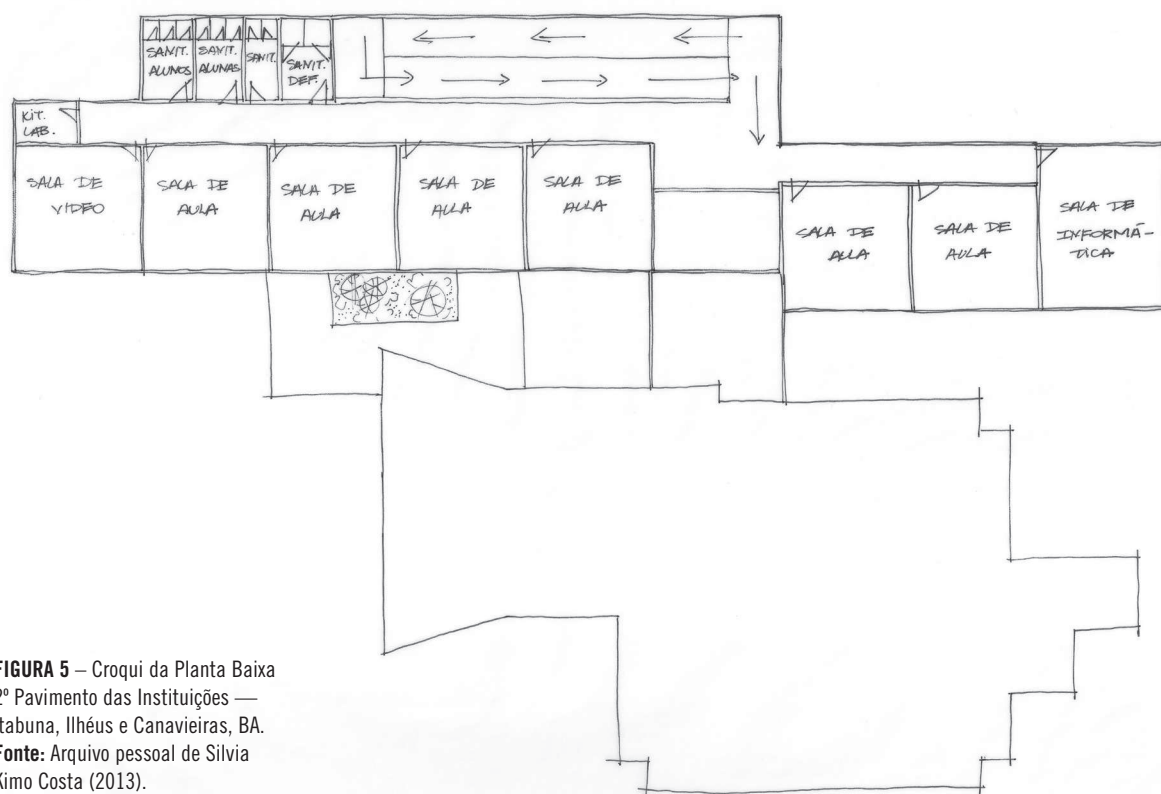 SANIT.
ALUNOS
SANIT.
ALUNAS
SANIT.
SANIT.
DEF.
KIT.
LAB.
SALA DE
VIDEO
SALA DE
AULA
SALA DE
AULA
SALA DE
AULA
SALA DE
AULA
SALA DE
AULA
SALA DE
AULA
SALA DE
INFORMÁ-
TICA
FIGURA 5 – Croqui da Planta Baixa
2º Pavimento das Instituições —
Itabuna, Ilhéus e Canavieiras, BA.
Fonte: Arquivo pessoal de Silvia
Kimo Costa (2013).